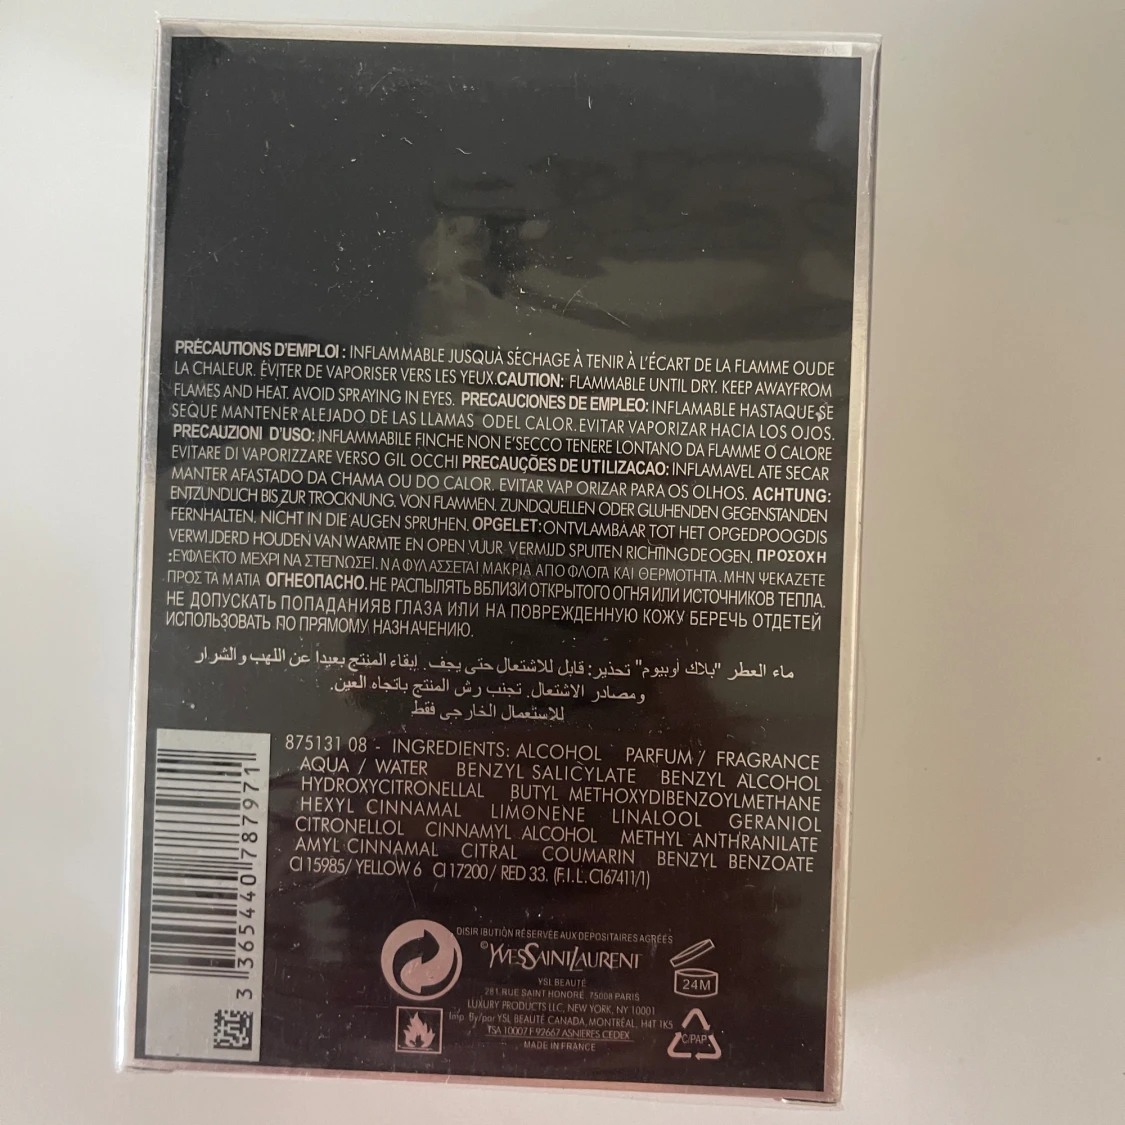 PRÉCAUTIONS D'EMPLOI : INFLAMMABLE JUSQUÀ SÉCHAGE À TENIR À L'ÉCART DE LA FLAMME OUDE
LA CHALEUR. ÉVITER DE VAPORISER VERS LES YEUX.CAUTION: FLAMMABLE UNTIL DRY. KEEP AWAYFROM
FLAMES AND HEAT. AVOID SPRAYING IN EYES. PRECAUCIONES DE EMPLEO: INFLAMABLE HASTAQUE SE
SEQUE MANTENER ALEJADO DE LAS LLAMAS ODEL CALOR. EVITAR VAPORIZAR HACIA LOS OJOS.
PRECAUZIONI D'USO: INFLAMMABILE FINCHE NON E'SECCO TENERE LONTANO DA FLAMME O CALORE
EVITARE DI VAPORIZZARE VERSO GIL OCCHI PRECAUÇÕES DE UTILIZACAO: INFLAMAVEL ATE SECAR
MANTER AFASTADO DA CHAMA OU DO CALOR. EVITAR VAP ORIZAR PARA OS OLHOS. ACHTUNG:
ENTZÜNDLICH BIS ZUR TROCKNUNG. VON FLAMMEN. ZUNDQUELLEN ODER GLUHENDEN GEGENSTANDEN
FERNHALTEN. NICHT IN DIE AUGEN SPRUHEN. OPGELET: ONTVLAMBAAR TOT HET OPGEDPOOGDIS
VERWIJDERD HOUDEN VAN WARMTE EN OPEN VUUR VERMIJD SPUITEN RICHTING DE OGEN. ΠΡΟΣΟΧΗ
:ΕΥΦΛΕΚΤΟ ΜΕΧΡΙ ΝΑ ΣΤΕΓΝΩΣΕΙ. ΝΑ ΦΥΛΑΣΣΕΤΑΙ ΜΑΚΡΙΑ ΑΠΟ ΦΛΟΓΑ ΚΑΙ ΘΕΡΜΟΤΗΤΑ. ΜΗΝ ΨΕΚΑΖΕΤΕ
ΠΡΟΣ ΤΑ ΜΑΤΙΑ ОГНЕОПАСНО. НЕ РАСПЫЛЯТЬ ВБЛИЗИ ОТКРЫТОГО ОГНЯ ИЛИ ИСТОЧНИКОВ ТЕПЛА.
НЕ ДОПУСКАТЬ ПОПАДАНИЯВ ГЛАЗА ИЛИ НА ПОВРЕЖДЕННУЮ КОЖУ БЕРЕЧЬ ОТДЕТЕЙ
ИСПОЛЬЗОВАТЬ ПО ПРЯМОМУ НАЗНАЧЕНИЮ.
ماء العطر "بلاك أوبيوم" تحذير: قابل للاشتعال حتى يجف. إبقاء المنتج بعيدا عن اللهب والشرار
ومصادر الاشتعال. تجنب رش المنتج باتجاه العين.
للاستعمال الخارجى فقط
875131 08 - INGREDIENTS: ALCOHOL PARFUM / FRAGRANCE
AQUA / WATER BENZYL SALICYLATE BENZYL ALCOHOL
HYDROXYCITRONELLAL BUTYL METHOXYDIBENZOYLMETHANE
HEXYL CINNAMAL LIMONENE LINALOOL GERANIOL
CITRONELLOL CINNAMYL ALCOHOL METHYL ANTHRANILATE
AMYL CINNAMAL CITRAL COUMARIN BENZYL BENZOATE
CI 15985/ YELLOW 6 CI 17200/ RED 33. (F.I.L. C167411/1)
3 365440 787971
DISIRIBUTIÓN RÉSERVÉE AUX DEPOSITAIRES AGRÉÉS
©YVESSAINTLAURENT
YSL BEAUTÉ
281,RUE SAINT HONORE 75008 PARIS
LUXURY PRODUCTS LLC, NEW YORK, NY 10001
Imp By/par YSL BEAUTÉ CANADA, MONTRÉAL, H4T 1K5
TSA 10007 F 92667 ASNIERES CEDEX
MADE IN FRANCE
24M
C/PAP